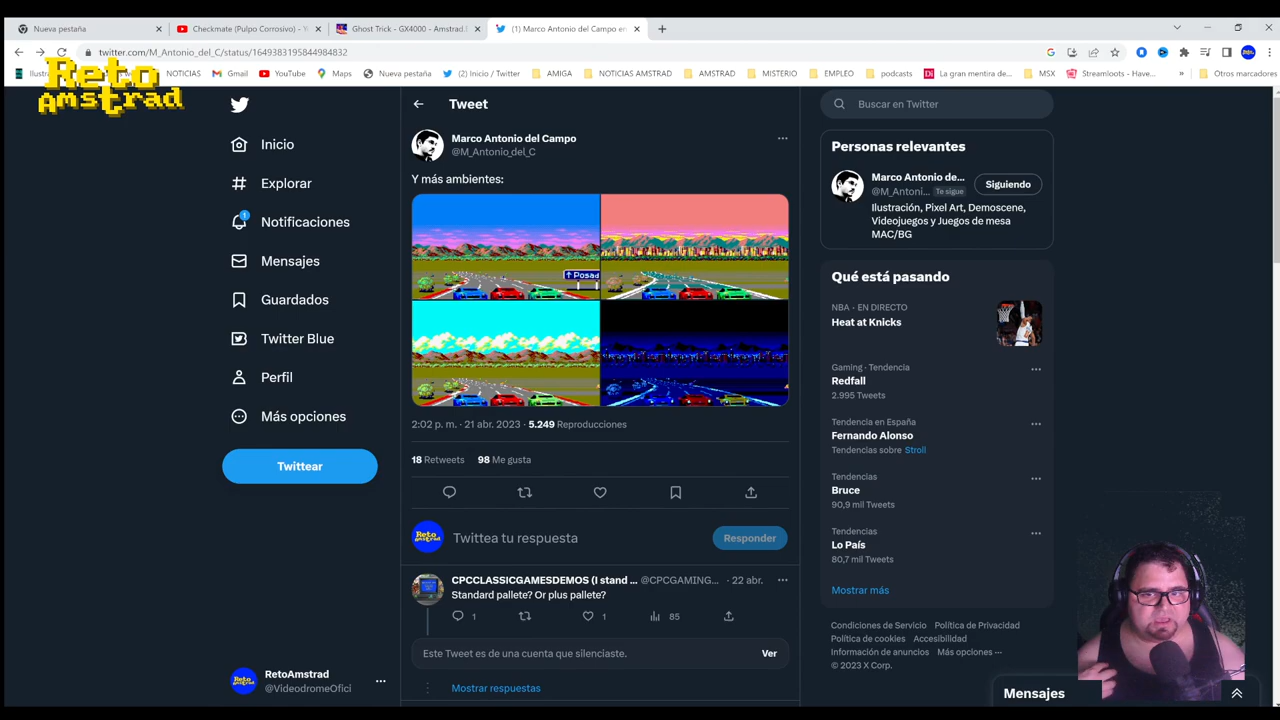 Nueva pestaña
Checkmate (Pulpo Corrosivo) - Y
Ghost Trick - GX4000 - Amstrad.
(1) Marco Antonio del Campo en
twitter.com/M_Antonio_del_C/status/1649383195844984832
Reto
Amstrad
NOTICIAS
Gmail
YouTube
Maps
Nueva pestaña
(2) Inicio / Twitter
AMIGA
NOTICIAS AMSTRAD
AMSTRAD
MISTERIO
EMPLEO
podcasts
La gran mentira de...
MSX
Streamloots - Have...
»
Otros marcadores
Inicio
Explorar
1
Notificaciones
Mensajes
Guardados
Twitter Blue
Perfil
Más opciones
Twittear
RetoAmstrad
@VideodromeOfici
Tweet
Marco Antonio del Campo
@M_Antonio_del_C
Y más ambientes:
Posad
2:02 p. m. · 21 abr. 2023 · 5.249 Reproducciones
18 Retweets 98 Me gusta
Reto
Amstrad
Twittea tu respuesta
Responder
CPCCLASSICGAMESDEMOS (I stand ... @CPCGAMING... · 22 abr.
Standard pallete? Or plus pallete?
1
1
85
Este Tweet es de una cuenta que silenciaste.
Ver
Mostrar respuestas
Buscar en Twitter
Personas relevantes
Marco Antonio de...
@M_Antoni... Te sigue
Siguiendo
Ilustración, Pixel Art, Demoscene,
Videojuegos y Juegos de mesa
MAC/BG
Qué está pasando
NBA · EN DIRECTO
Heat at Knicks
Gaming · Tendencia
Redfall
2.995 Tweets
Tendencia en España
Fernando Alonso
Tendencias sobre Stroll
Tendencias
Bruce
90,9 mil Tweets
Tendencias
Lo País
80,7 mil Tweets
Mostrar más
Condiciones de Servicio Política de Privacidad
Política de cookies Accesibilidad
Información de anuncios Más opciones ···
© 2023 X Corp.
Mensajes